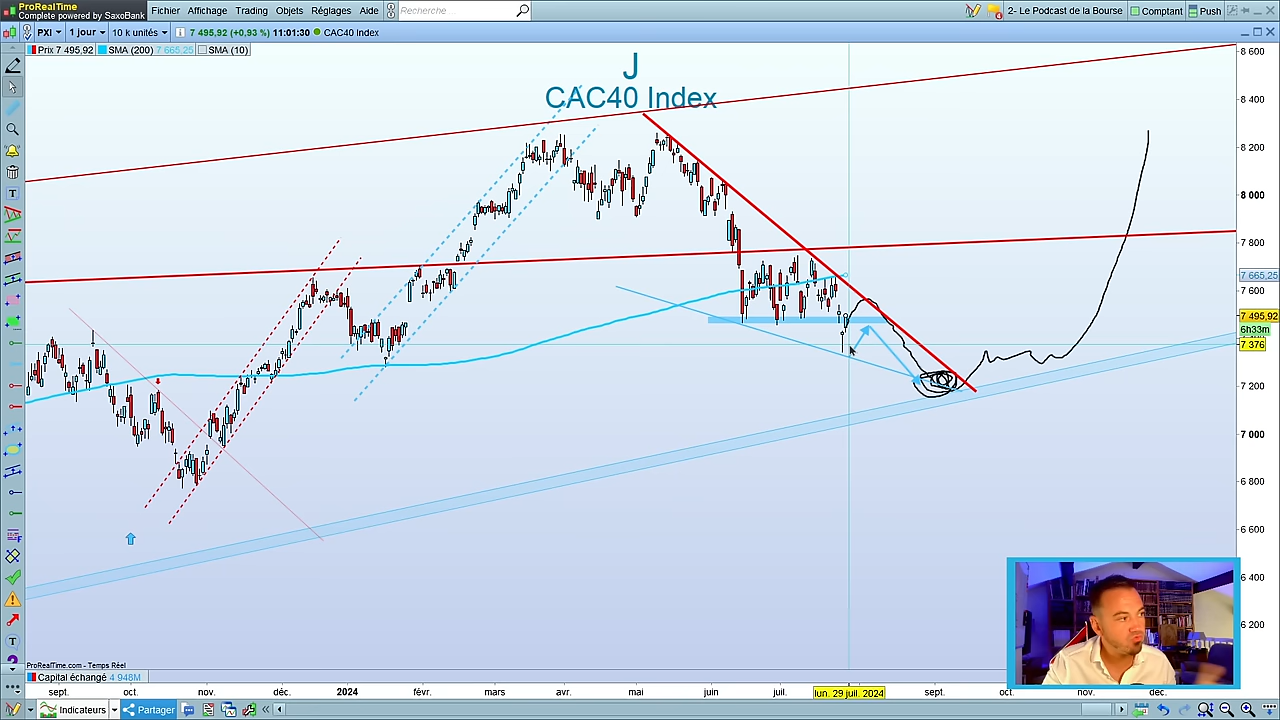 ProRealTime
Complete powered by SaxoBank
Fichier Affichage Trading Objets Réglages Aide
Recherche
2- Le Podcast de la Bourse
Comptant
Push
PXI
1 jour
10 k unités
7 495,92 (+0,93 %) 11:01:30
CAC40 Index
Prix 7 495,92
SMA (200) 7 665,25
SMA (10)
J
CAC40 Index
8 600
8 400
8 200
8 000
7 800
7 665,25
7 600
7 495,92
6h33m
7 376
7 200
7 000
6 800
6 600
6 400
6 200
ProRealTime.com - Temps Réel
Capital échangé 4 948M
sept. oct. nov. déc. 2024 févr. mars avr. mai juin juil. lun. 29 juil. 2024 sept. oct. nov. déc.
Indicateurs
Partager